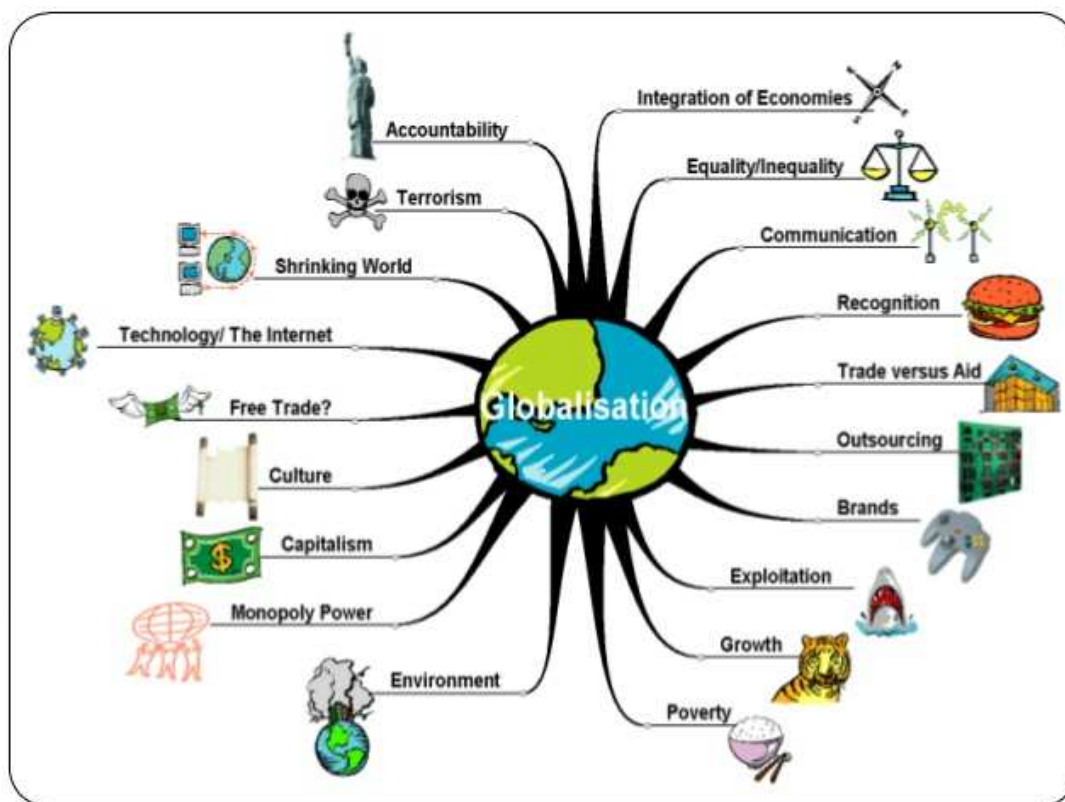 Integration of Economies
Accountability
Equality/Inequality
Terrorism
Communication
Shrinking World
Recognition
Technology/ The Internet
Trade versus Aid
Free Trade?
Globalisation
Outsourcing
Culture
Brands
Capitalism
Exploitation
Monopoly Power
Growth
Environment
Poverty